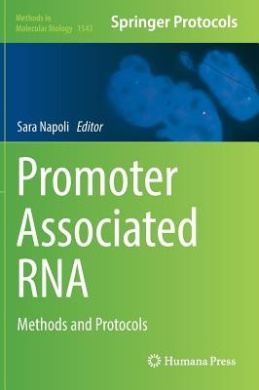 Methods in
Molecular Biology 1543
Springer Protocols
Sara Napoli Editor
Promoter
Associated
RNA
Methods and Protocols
Humana Press